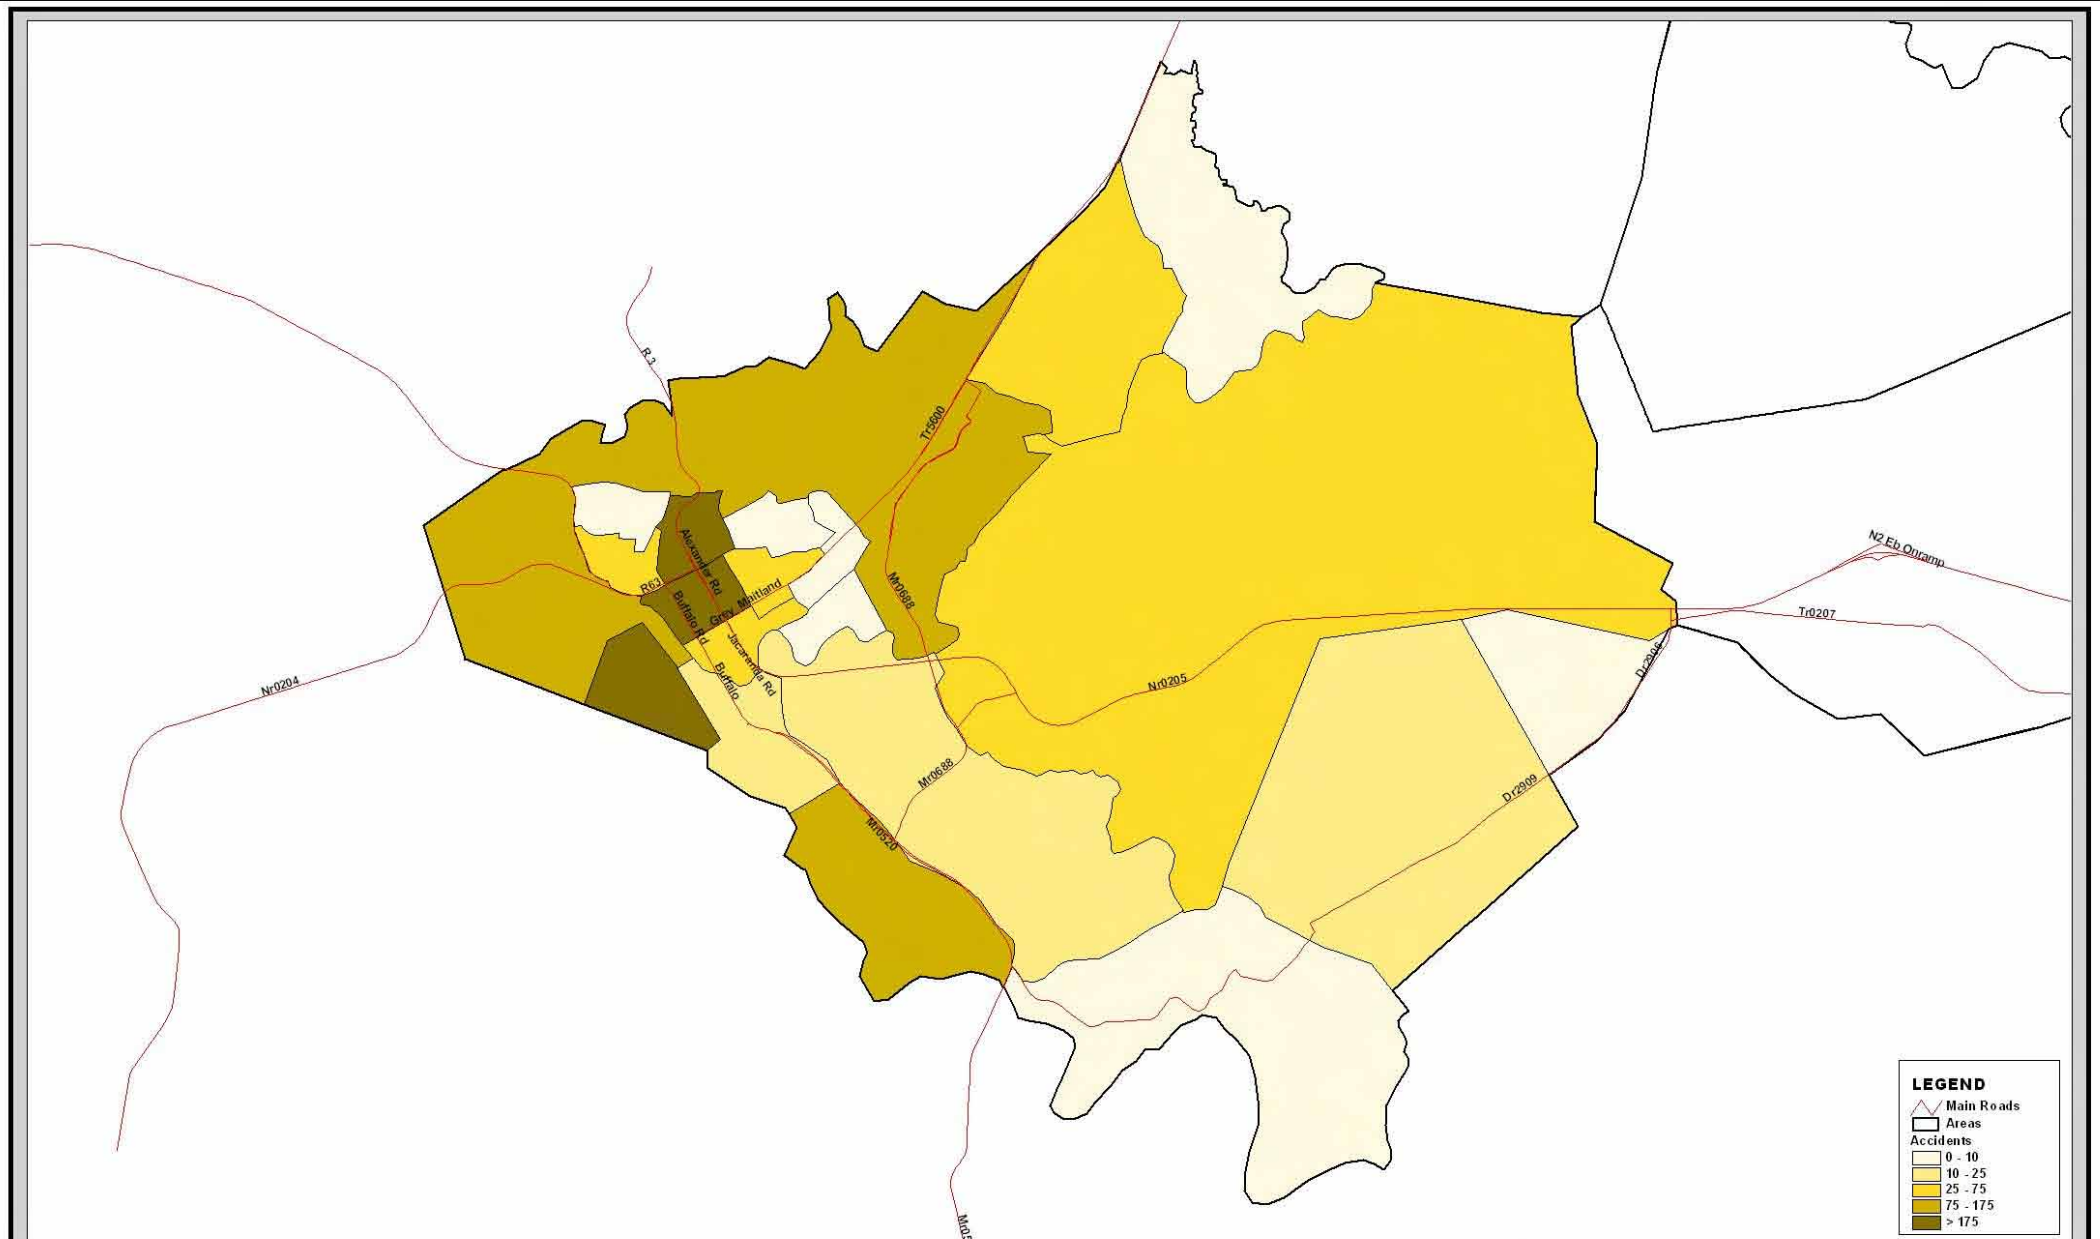 R 3
Tr5600
N2 Eb Onramp
Alexander Rd
R63
Grey Maitland
Mr0688
Buffalo Rd
Tr0207
Jacaranda Rd
Dr2906
Buffalo
Nr0205
Nr0204
Mr0688
Dr2909
Mr0520
LEGEND
Main Roads
Areas
Accidents
0 - 10
10 - 25
25 - 75
75 - 175
> 175